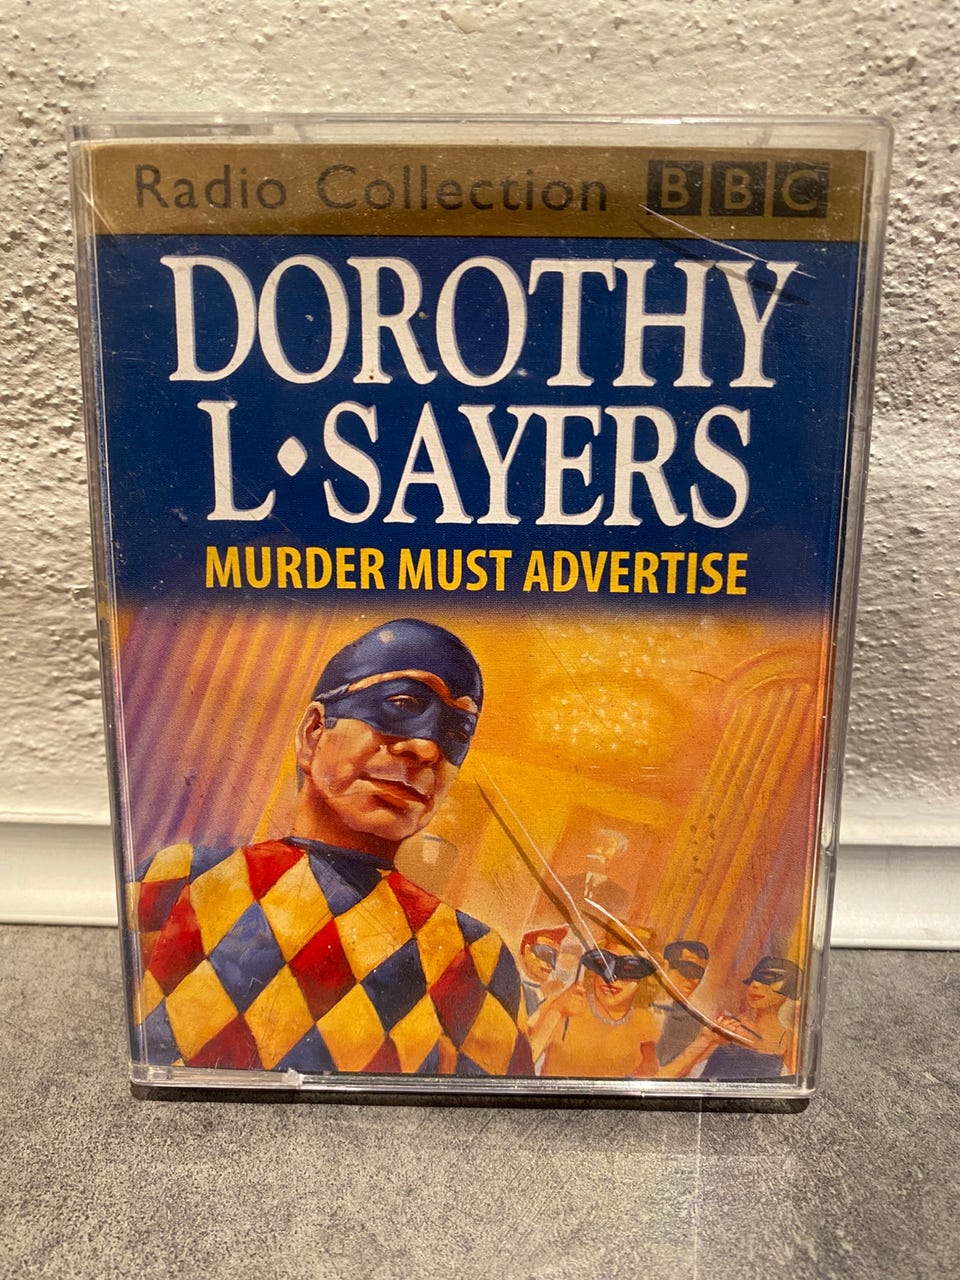 Radio Collection BBC
DOROTHY
L·SAYERS
MURDER MUST ADVERTISE